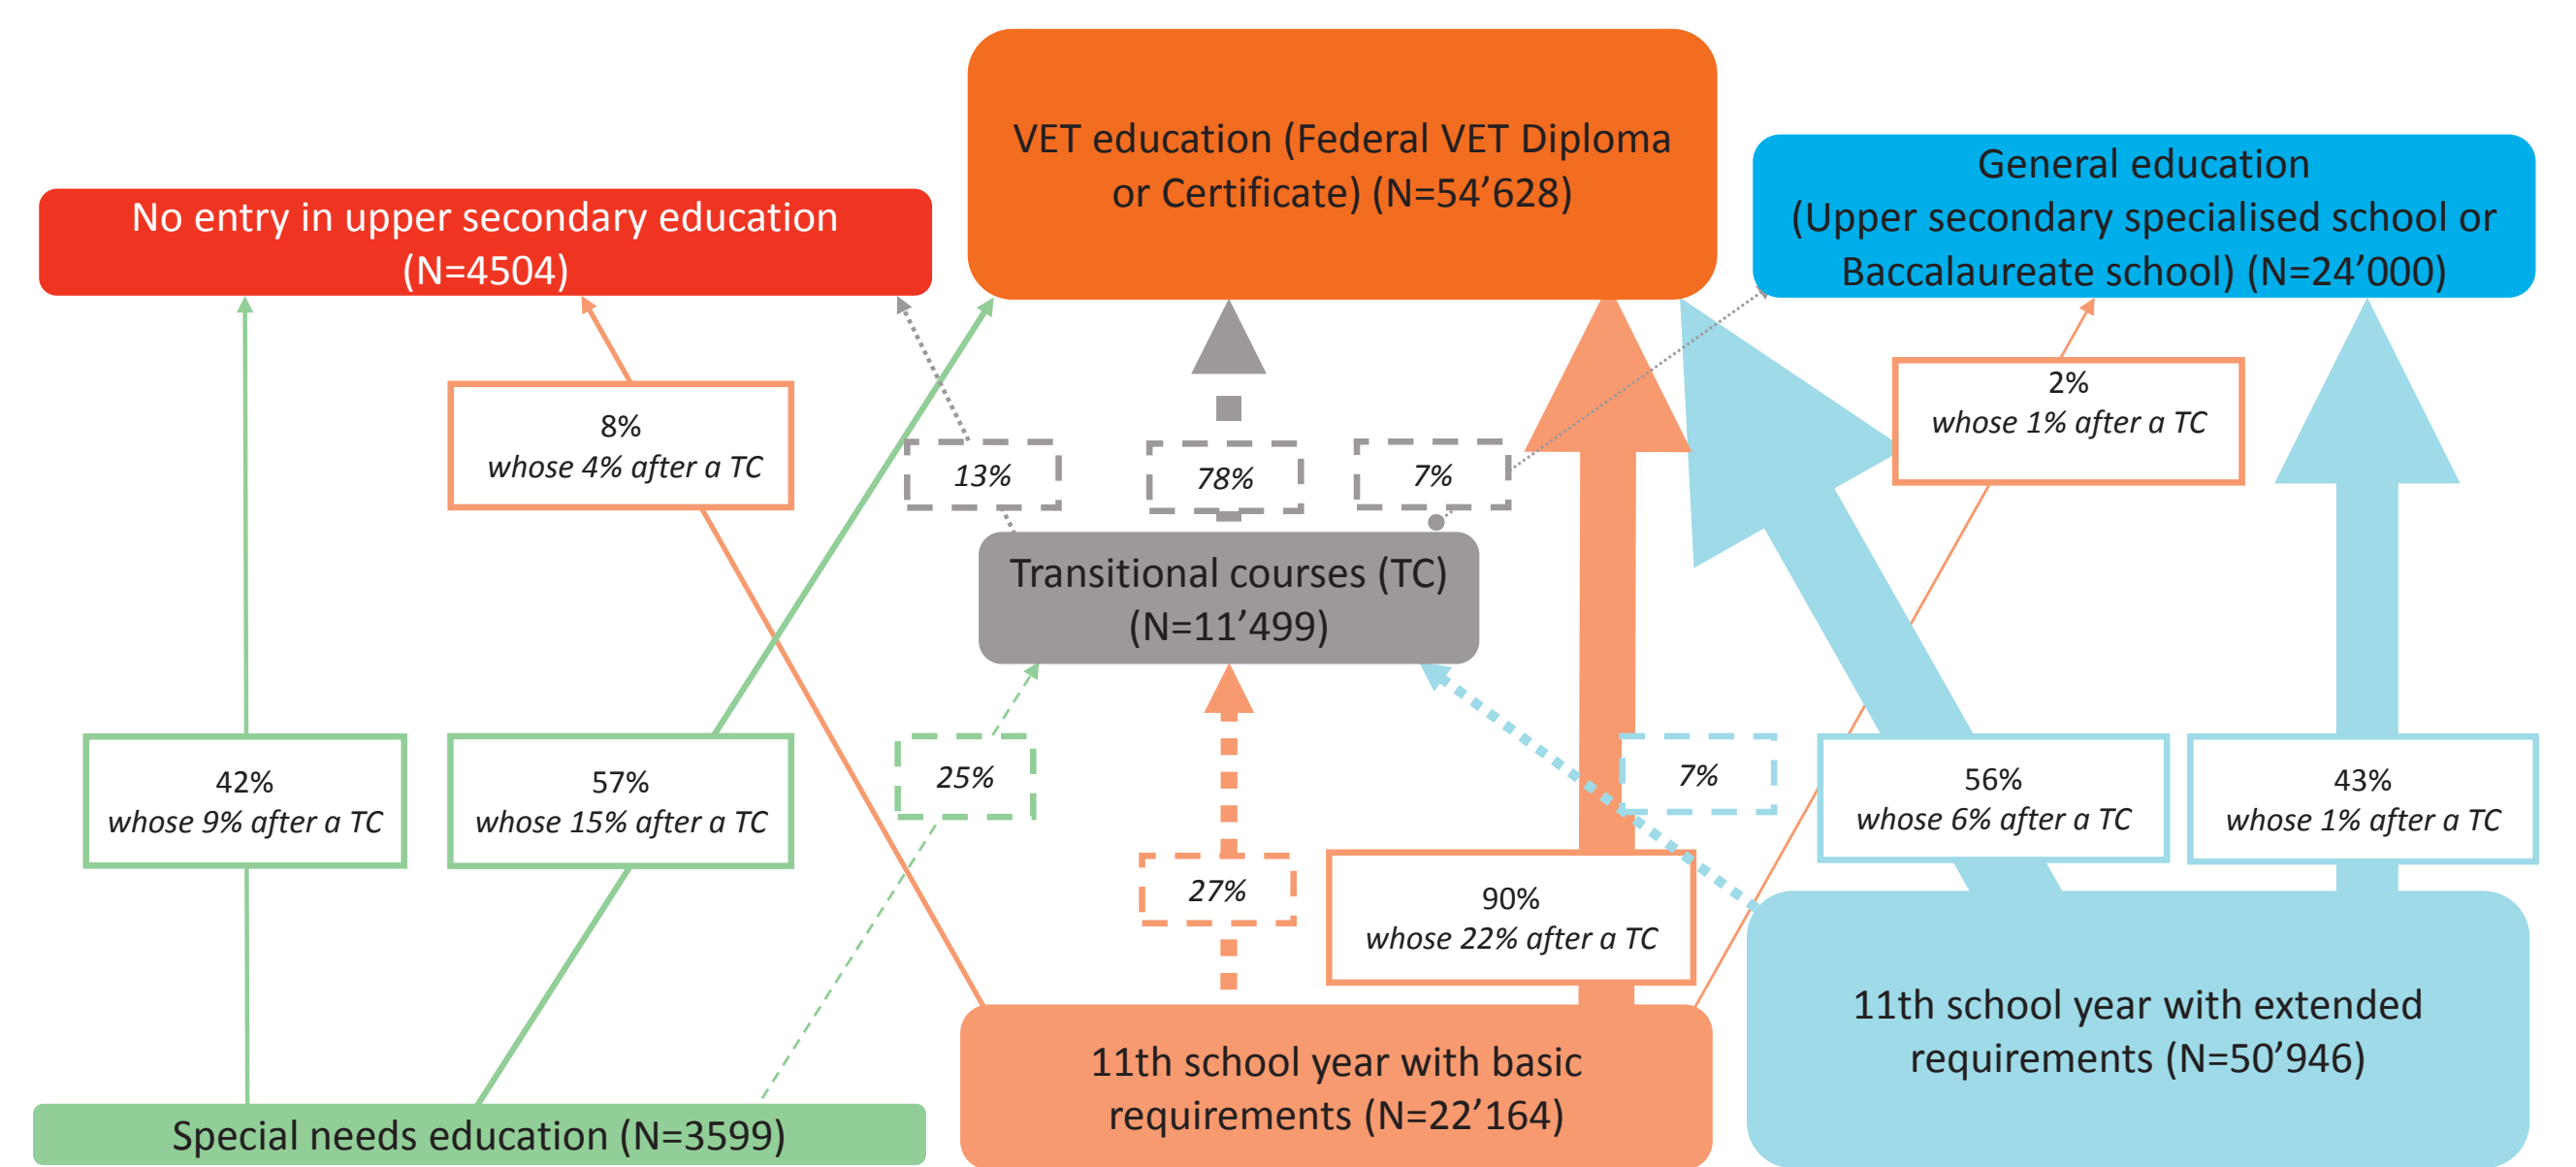 VET education (Federal VET Diploma
or Certificate) (N=54’628)
General education
(Upper secondary specialised school or
Baccalaureate school) (N=24’000)
No entry in upper secondary education
(N=4504)
8%
whose 4% after a TC
13%
78%
7%
2%
whose 1% after a TC
Transitional courses (TC)
(N=11’499)
42%
whose 9% after a TC
57%
whose 15% after a TC
25%
27%
90%
whose 22% after a TC
7%
56%
whose 6% after a TC
43%
whose 1% after a TC
Special needs education (N=3599)
11th school year with basic
requirements (N=22’164)
11th school year with extended
requirements (N=50’946)